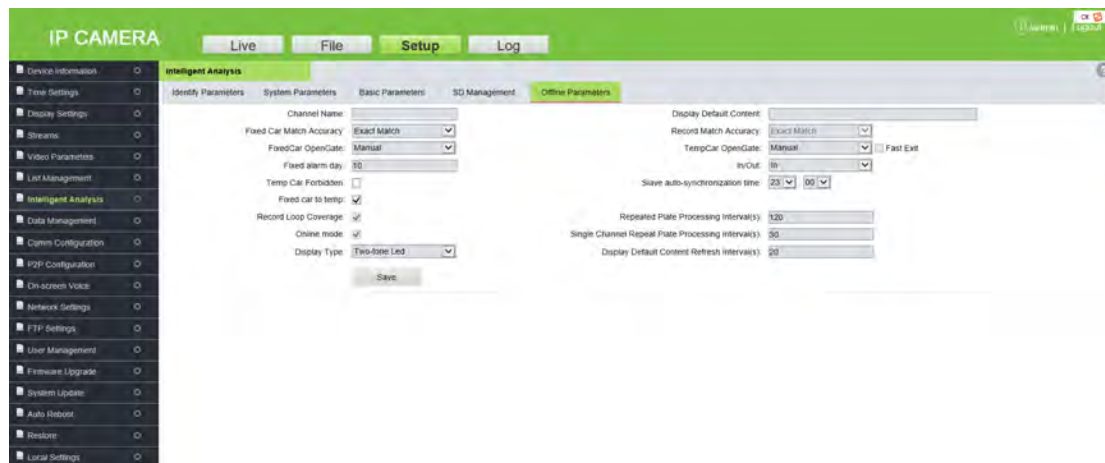 IP CAMERA
Live File Setup Log
admin | Logout
Device Information
Time Settings
Display Settings
Streams
Video Parameters
List Management
Intelligent Analysis
Data Management
Comm Configuration
P2P Configuration
On-screen Voice
Network Settings
FTP Settings
User Management
Firmware Upgrade
System Update
Auto Reboot
Restore
Local Settings
Intelligent Analysis
Identify Parameters System Parameters Basic Parameters SD Management Offline Parameters
Channel Name: Display Default Content:
Fixed Car Match Accuracy: Exact Match Record Match Accuracy: Exact Match
FixedCar OpenGate: Manual TempCar OpenGate: Manual Fast Exit
Fixed alarm day: 10 In/Out: In
Temp Car Forbidden: Slave auto-synchronization time: 23 00
Fixed car to temp:
Record Loop Coverage: Repeated Plate Processing Interval(s): 120
Online mode: Single Channel Repeat Plate Processing Interval(s): 30
Display Type: Two-tone Led Display Default Content Refresh Interval(s): 20
Save